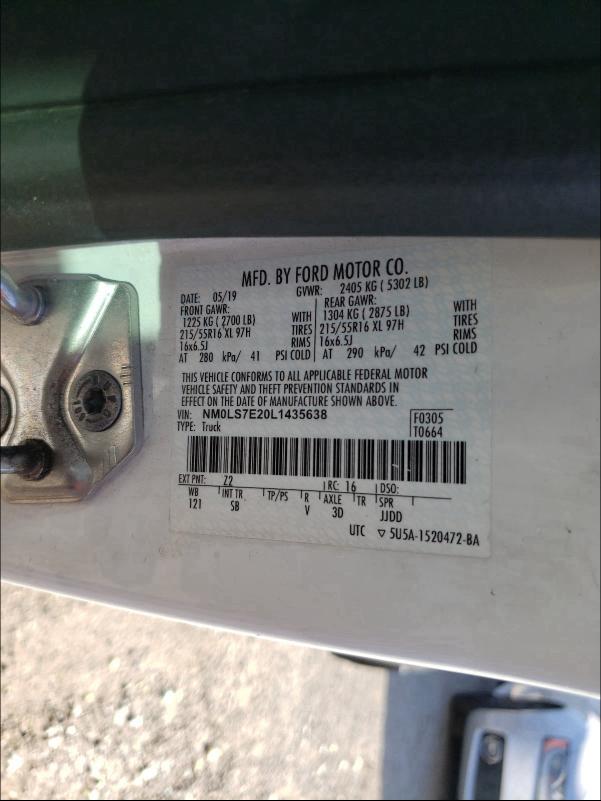 MFD. BY FORD MOTOR CO.
05/19 GVWR: 2405 KG ( 5302 LB)
FRONT GAWR: REAR GAWR:
1225 KG ( 2700 LB) WITH 1304 KG ( 2875 LB) WITH
215/55R16 XL 97H TIRES 215/55R16 XL 97H TIRES
16x6.5J RIMS 16x6.5J RIMS
AT 280 kPa/ 41 PSI COLD AT 290 kPa/ 42 PSI COLD
THIS VEHICLE CONFORMS TO ALL APPLICABLE FEDERAL MOTOR
VEHICLE SAFETY AND THEFT PREVENTION STANDARDS IN
EFFECT ON THE DATE OF MANUFACTURE SHOWN ABOVE.
VIN: NM0LS7E20L1435638 F0305
TYPE: Truck T0664
EXT PNT: Z2 RC: 16 DSO:
WB INT TR TP/PS R AXLE TR SPR
121 SB V 3D JJDD
UTC ▽ 5U5A-1520472-BA